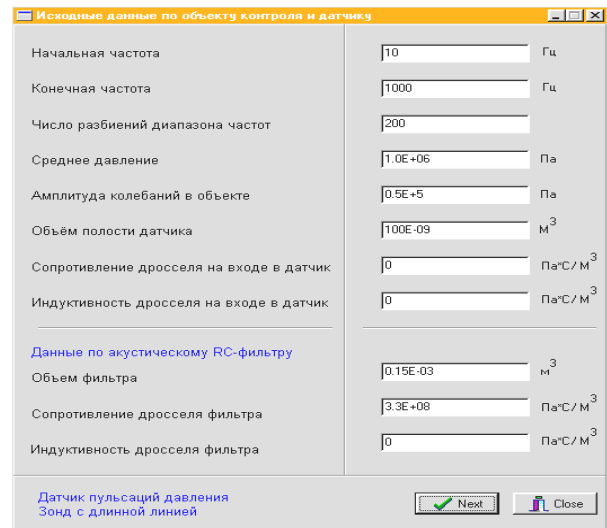 Исходные данные по объекту контроля и датчику
Начальная частота 10 Гц
Конечная частота 1000 Гц
Число разбиений диапазона частот 200
Среднее давление 1.0E+06 Па
Амплитуда колебаний в объекте 0.5E+5 Па
Объём полости датчика 100E-09 м³
Сопротивление дросселя на входе в датчик 0 Па*С/м³
Индуктивность дросселя на входе в датчик 0 Па*С/м³
Данные по акустическому RC-фильтру
Объем фильтра 0.15E-03 м³
Сопротивление дросселя фильтра 3.3E+08 Па*С/м³
Индуктивность дросселя фильтра 0 Па*С/м³
Датчик пульсаций давления
Зонд с длинной линией
Next Close